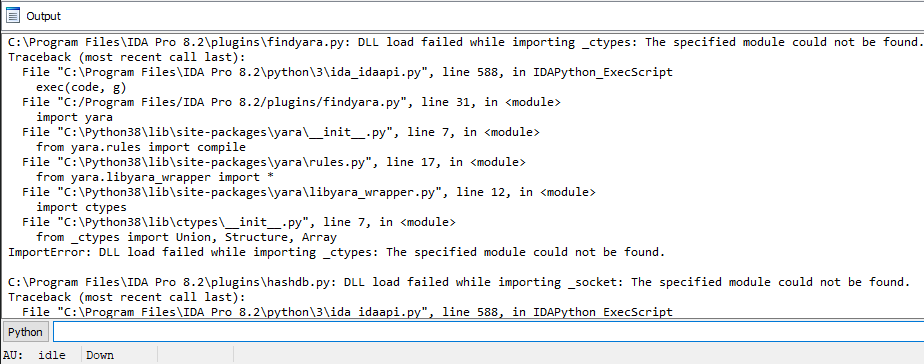 Output
C:\Program Files\IDA Pro 8.2\plugins\findyara.py: DLL load failed while importing _ctypes: The specified module could not be found.
Traceback (most recent call last):
  File "C:\Program Files\IDA Pro 8.2\python\3\ida_idaapi.py", line 588, in IDAPython_ExecScript
    exec(code, g)
  File "C:/Program Files/IDA Pro 8.2/plugins/findyara.py", line 31, in <module>
    import yara
  File "C:\Python38\lib\site-packages\yara\__init__.py", line 7, in <module>
    from yara.rules import compile
  File "C:\Python38\lib\site-packages\yara\rules.py", line 17, in <module>
    from yara.libyara_wrapper import *
  File "C:\Python38\lib\site-packages\yara\libyara_wrapper.py", line 12, in <module>
    import ctypes
  File "C:\Python38\lib\ctypes\__init__.py", line 7, in <module>
    from _ctypes import Union, Structure, Array
ImportError: DLL load failed while importing _ctypes: The specified module could not be found.

C:\Program Files\IDA Pro 8.2\plugins\hashdb.py: DLL load failed while importing _socket: The specified module could not be found.
Traceback (most recent call last):
  File "C:\Program Files\IDA Pro 8.2\python\3\ida_idaapi.py", line 588, in IDAPython_ExecScript
Python
AU: idle Down